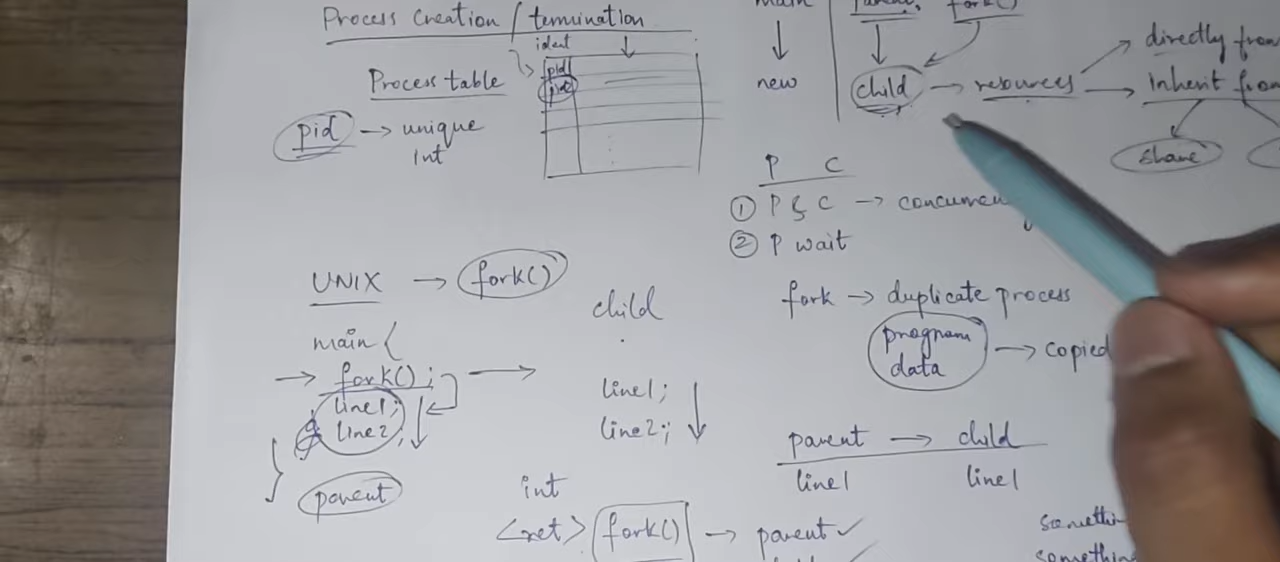 Process Creation / termination
ident
Process table
pid
pid
pid → unique
int
main
↓
new
parent, fork()
child → resources → directly from
→ Inherit from
share
P C
① P & C →
② P wait
UNIX → fork()
main {
→ fork(); →
line1;
line2;
}
parent
child
line1;
line2;
fork → duplicate process
program
data → copied
parent → child
line1 line1
int
<ret> fork() → parent ✓